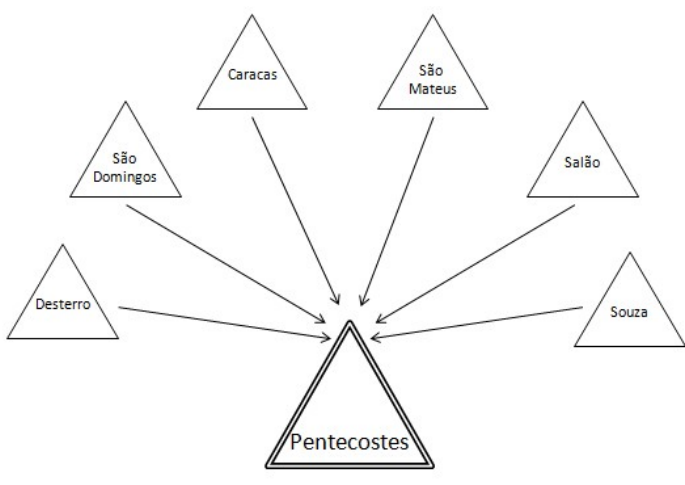 Caracas
São
Mateus
São
Domingos
Salão
Desterro
Souza
Pentecostes